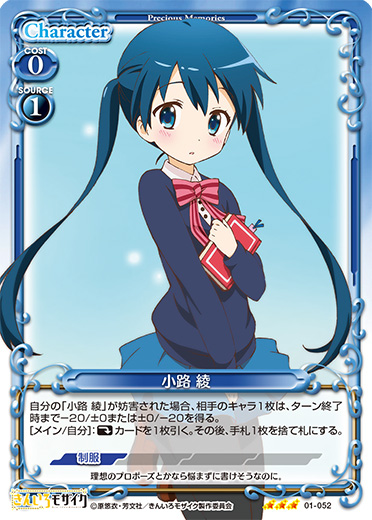 Precious Memories
Character
COST
0
SOURCE
1
小路 綾
自分の「小路 綾」が妨害された場合、相手のキャラ1枚は、ターン終了
時まで-20/±0または±0/-20を得る。
[メイン/自分]:カードを1枚引く。その後、手札1枚を捨て札にする。
制服
理想のプロポーズとかなら悩まずに書けそうなのに。
きんいろモザイク
©原悠衣・芳文社/きんいろモザイク製作委員会
01-052